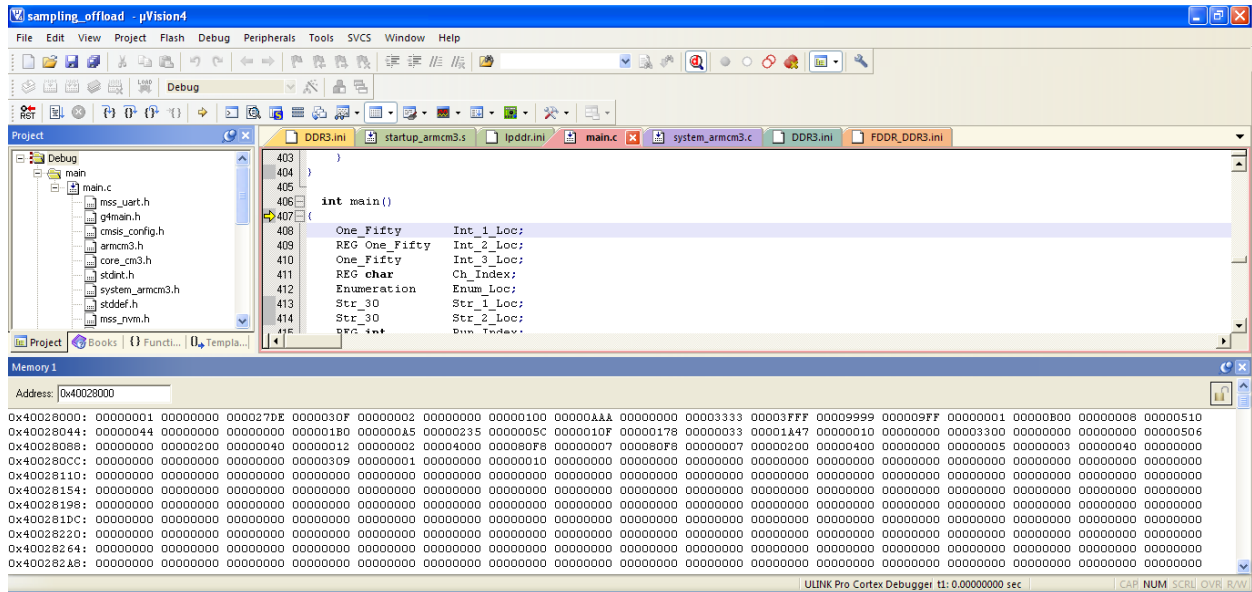 sampling_offload - µVision4
File Edit View Project Flash Debug Peripherals Tools SVCS Window Help
LOAD Debug
RST
Project
DDR3.ini startup_armcm3.s lpddr.ini main.c system_armcm3.c DDR3.ini FDDR_DDR3.ini
Debug
main
main.c
mss_uart.h
g4main.h
cmsis_config.h
armcm3.h
core_cm3.h
stdint.h
system_armcm3.h
stddef.h
mss_nvm.h
Project Books {} Functi... 0 Templa...
403 }
404 }
405
406 int main()
407 {
408 One_Fifty Int_1_Loc;
409 REG One_Fifty Int_2_Loc;
410 One_Fifty Int_3_Loc;
411 REG char Ch_Index;
412 Enumeration Enum_Loc;
413 Str_30 Str_1_Loc;
414 Str_30 Str_2_Loc;
415 REG int Run_Index;
Memory 1
Address: 0x40028000
0x40028000: 00000001 00000000 000027DE 0000030F 00000002 00000000 00000100 00000AAA 00000000 00003333 00003FFF 00009999 000009FF 00000001 00000B00 00000008 00000510
0x40028044: 00000044 00000000 00000000 000001B0 000000A5 00000235 0000005C 0000010F 00000178 00000033 00001A47 00000010 00000000 00003300 00000000 00000000 00000506
0x40028088: 00000000 00000200 00000040 00000012 00000002 00004000 000080F8 00000007 000080F8 00000007 00000200 00000400 00000000 00000005 00000003 00000040 00000000
0x400280CC: 00000000 00000000 00000000 00000309 00000001 00000000 00000010 00000000 00000000 00000000 00000000 00000000 00000000 00000000 00000000 00000000 00000000
0x40028110: 00000000 00000000 00000000 00000000 00000000 00000000 00000000 00000000 00000000 00000000 00000000 00000000 00000000 00000000 00000000 00000000 00000000
0x40028154: 00000000 00000000 00000000 00000000 00000000 00000000 00000000 00000000 00000000 00000000 00000000 00000000 00000000 00000000 00000000 00000000 00000000
0x40028198: 00000000 00000000 00000000 00000000 00000000 00000000 00000000 00000000 00000000 00000000 00000000 00000000 00000000 00000000 00000000 00000000 00000000
0x400281DC: 00000000 00000000 00000000 00000000 00000000 00000000 00000000 00000000 00000000 00000000 00000000 00000000 00000000 00000000 00000000 00000000 00000000
0x40028220: 00000000 00000000 00000000 00000000 00000000 00000000 00000000 00000000 00000000 00000000 00000000 00000000 00000000 00000000 00000000 00000000 00000000
0x40028264: 00000000 00000000 00000000 00000000 00000000 00000000 00000000 00000000 00000000 00000000 00000000 00000000 00000000 00000000 00000000 00000000 00000000
0x400282A8: 00000000 00000000 00000000 00000000 00000000 00000000 00000000 00000000 00000000 00000000 00000000 00000000 00000000 00000000 00000000 00000000 00000000
ULINK Pro Cortex Debugger t1: 0.00000000 sec CAP NUM SCRL OVR R/W